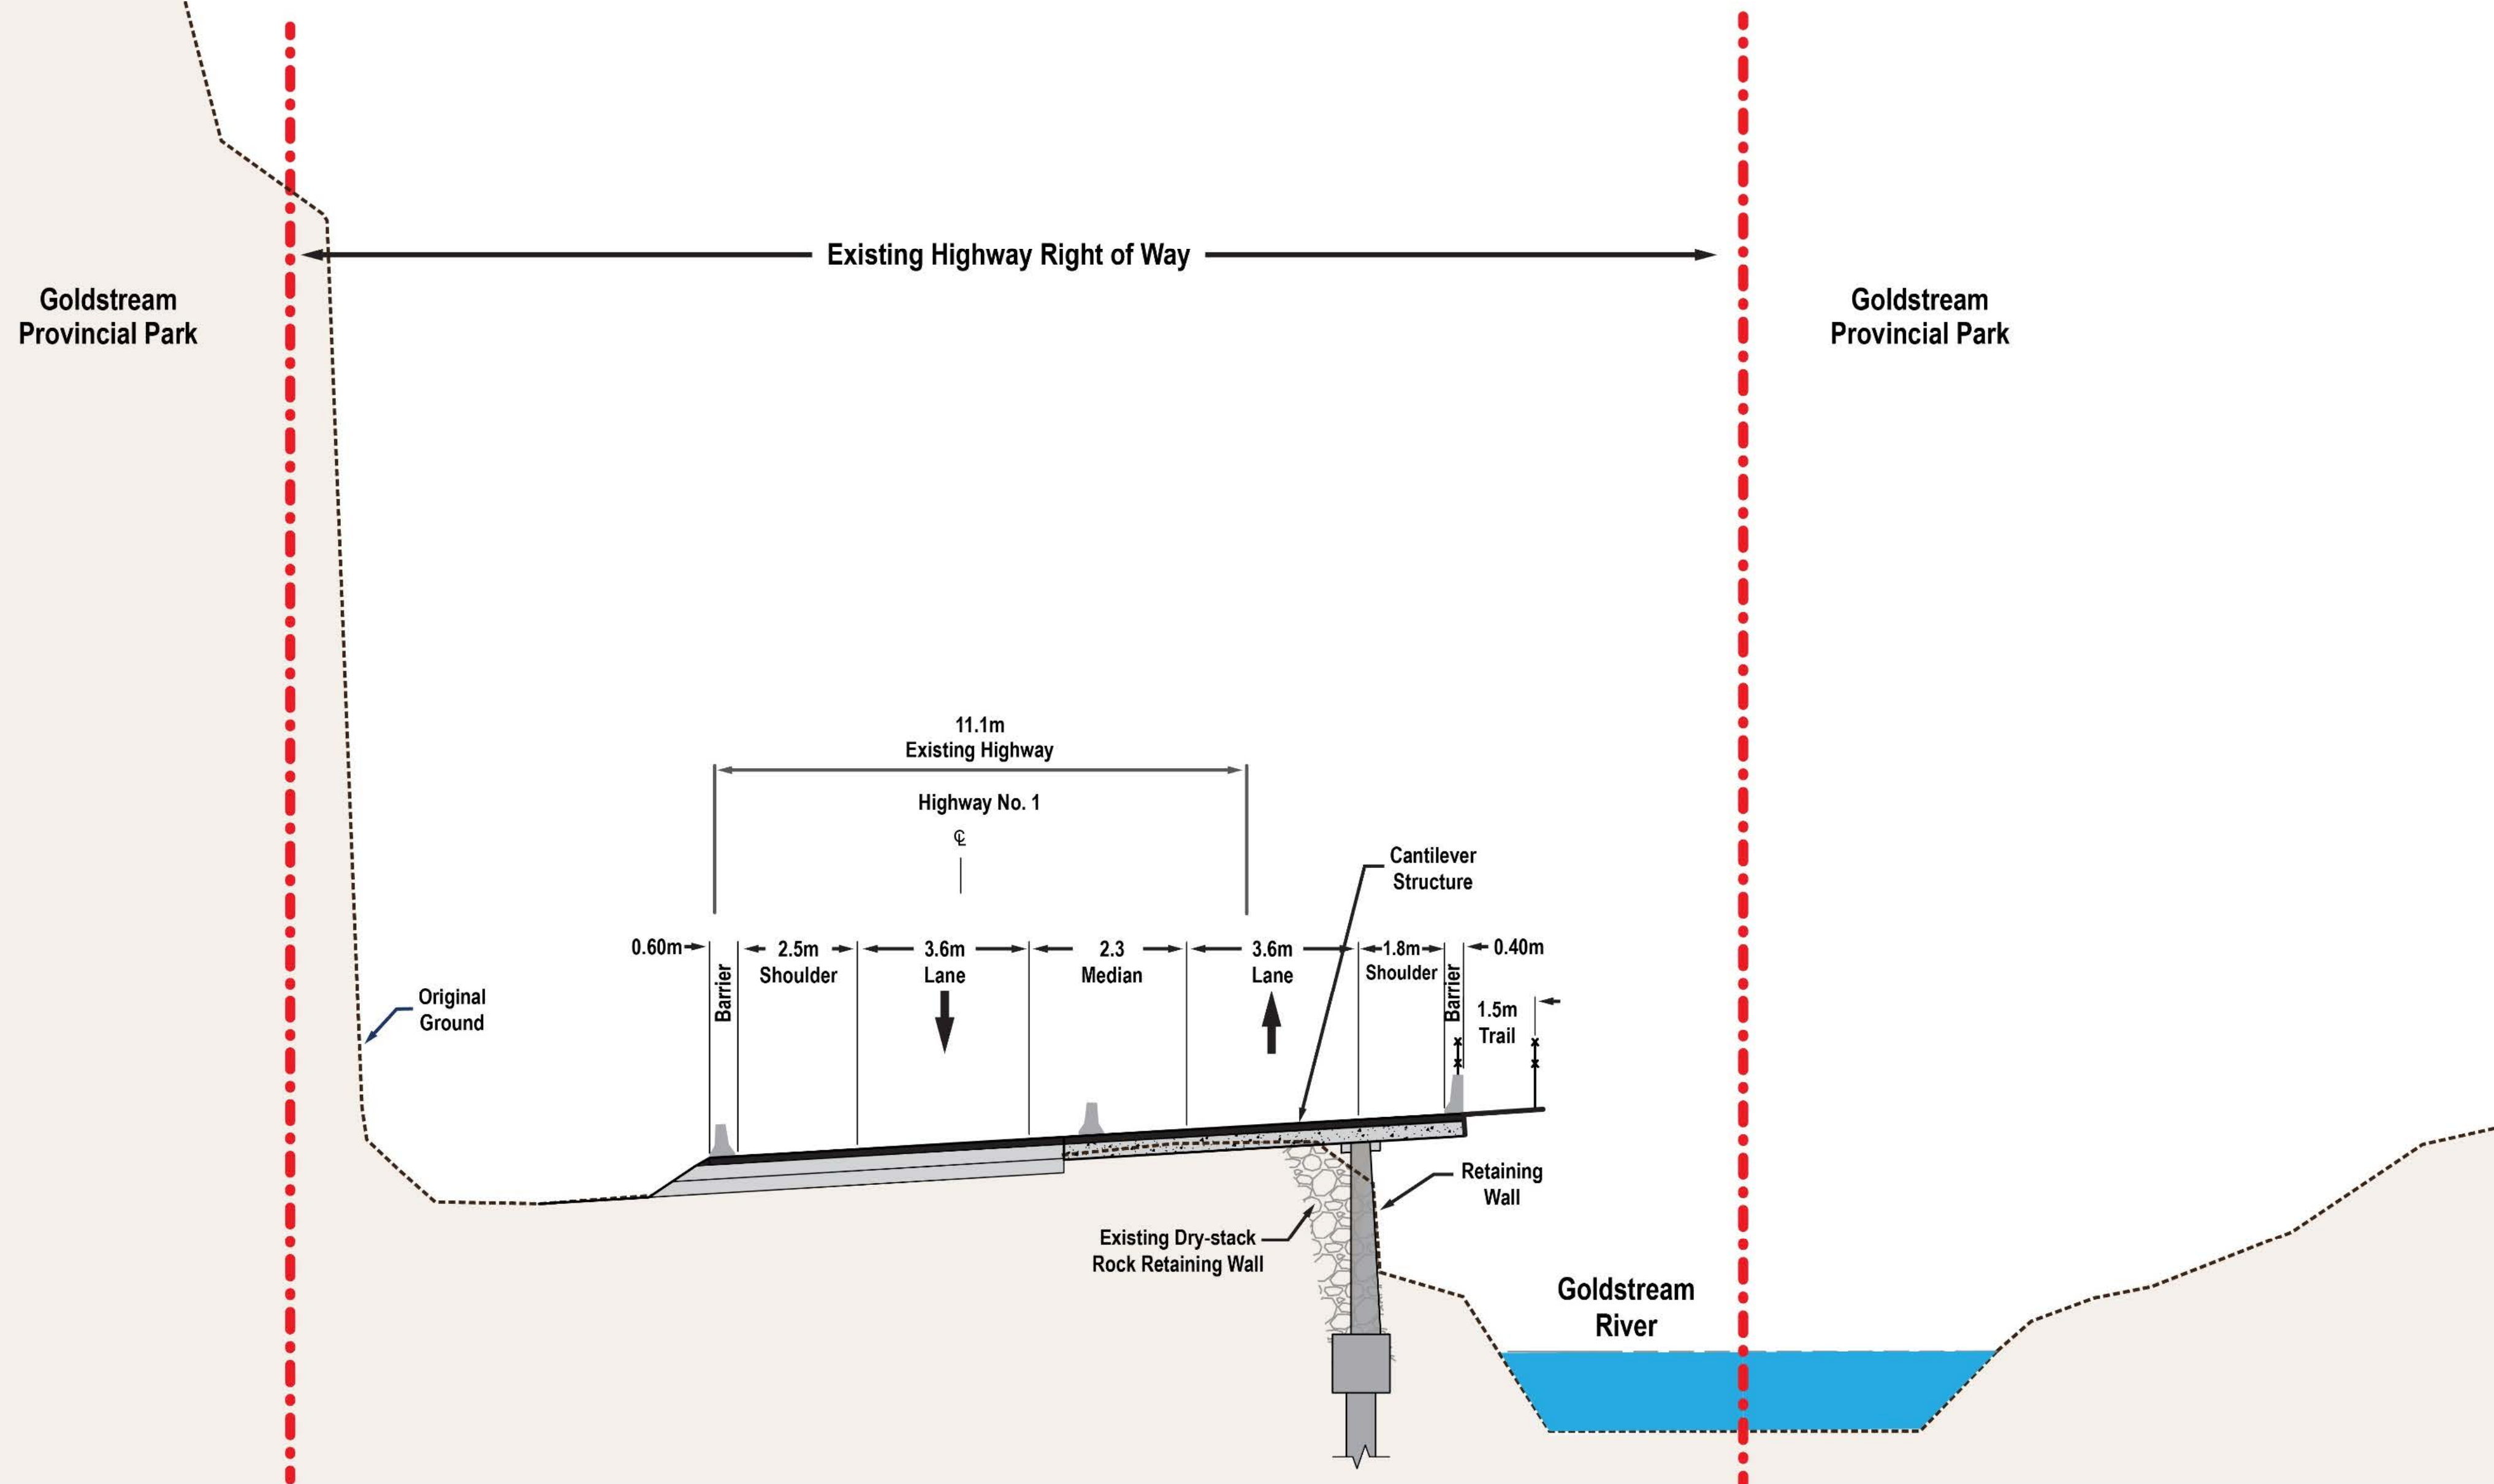 Existing Highway Right of Way
Goldstream
Provincial Park
Goldstream
Provincial Park
11.1m
Existing Highway
Highway No. 1
℄
Cantilever
Structure
0.60m
Barrier
2.5m
Shoulder
3.6m
Lane
2.3
Median
3.6m
Lane
1.8m
Shoulder
Barrier
0.40m
1.5m
Trail
Original
Ground
Retaining
Wall
Existing Dry-stack
Rock Retaining Wall
Goldstream
River